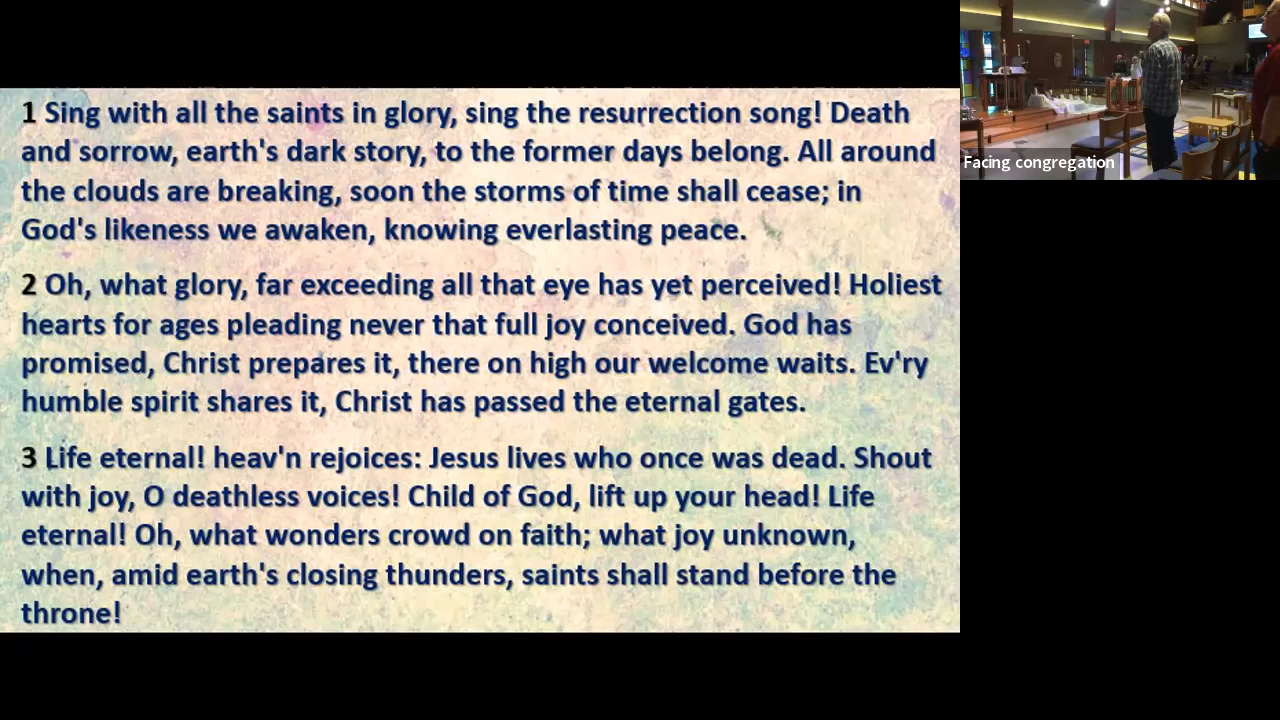 1 Sing with all the saints in glory, sing the resurrection song! Death
and sorrow, earth's dark story, to the former days belong. All around
the clouds are breaking, soon the storms of time shall cease; in
God's likeness we awaken, knowing everlasting peace.
2 Oh, what glory, far exceeding all that eye has yet perceived! Holiest
hearts for ages pleading never that full joy conceived. God has
promised, Christ prepares it, there on high our welcome waits. Ev'ry
humble spirit shares it, Christ has passed the eternal gates.
3 Life eternal! heav'n rejoices: Jesus lives who once was dead. Shout
with joy, O deathless voices! Child of God, lift up your head! Life
eternal! Oh, what wonders crowd on faith; what joy unknown,
when, amid earth's closing thunders, saints shall stand before the
throne!
Facing congregation